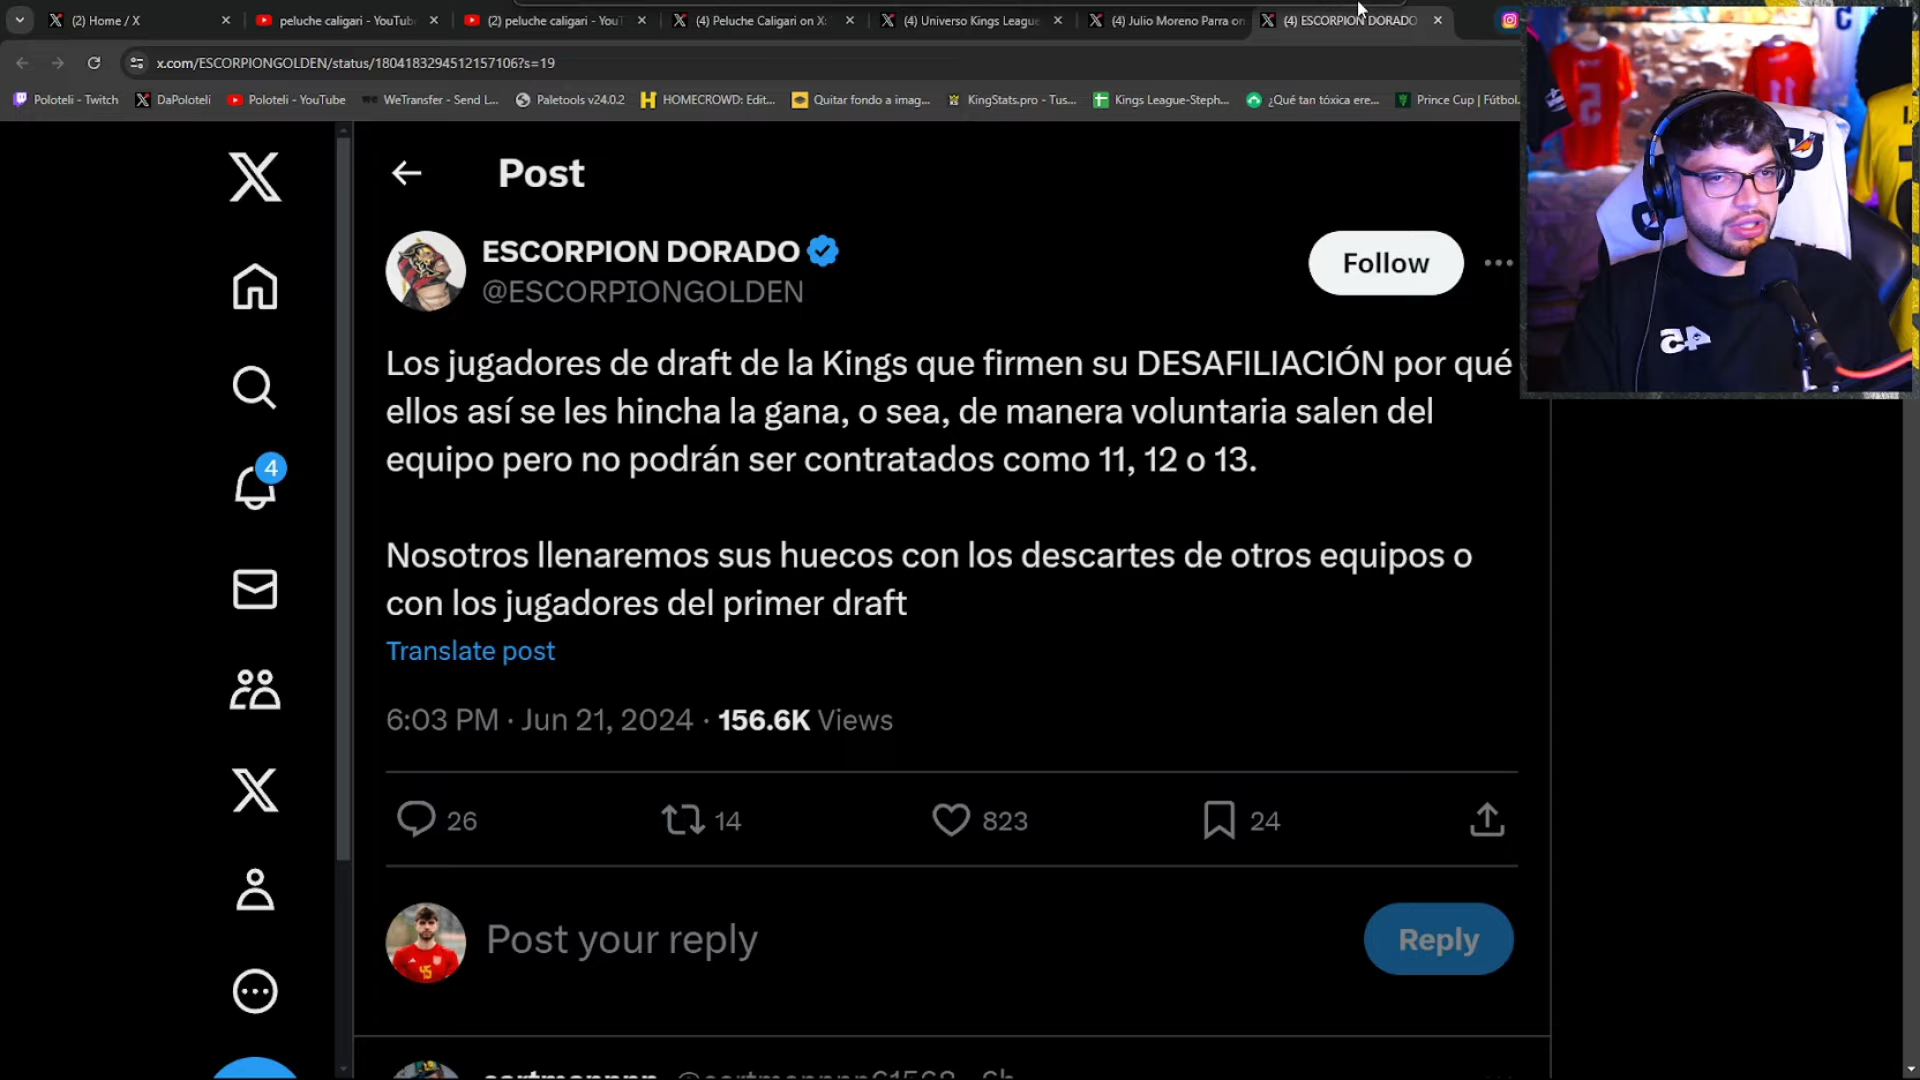 (2) Home / X
peluche caligari - YouTub
(2) peluche caligari - YouT
(4) Peluche Caligari on X:
(4) Universo Kings League
(4) Julio Moreno Parra on
(4) ESCORPION DORADO
x.com/ESCORPIONGOLDEN/status/1804183294512157106?s=19
Poloteli - Twitch
DaPoloteli
Poloteli - YouTube
WeTransfer - Send L...
Paletools v24.0.2
HOMECROWD: Edit...
Quitar fondo a imag...
KingStats.pro - Tus...
Kings League-Steph...
¿Qué tan tóxica ere...
Prince Cup | Fútbol.
Post
ESCORPION DORADO
@ESCORPIONGOLDEN
Follow
Los jugadores de draft de la Kings que firmen su DESAFILIACIÓN por qué
ellos así se les hincha la gana, o sea, de manera voluntaria salen del
equipo pero no podrán ser contratados como 11, 12 o 13.
Nosotros llenaremos sus huecos con los descartes de otros equipos o
con los jugadores del primer draft
Translate post
6:03 PM · Jun 21, 2024 · 156.6K Views
26
14
823
24
4
Post your reply
Reply
45